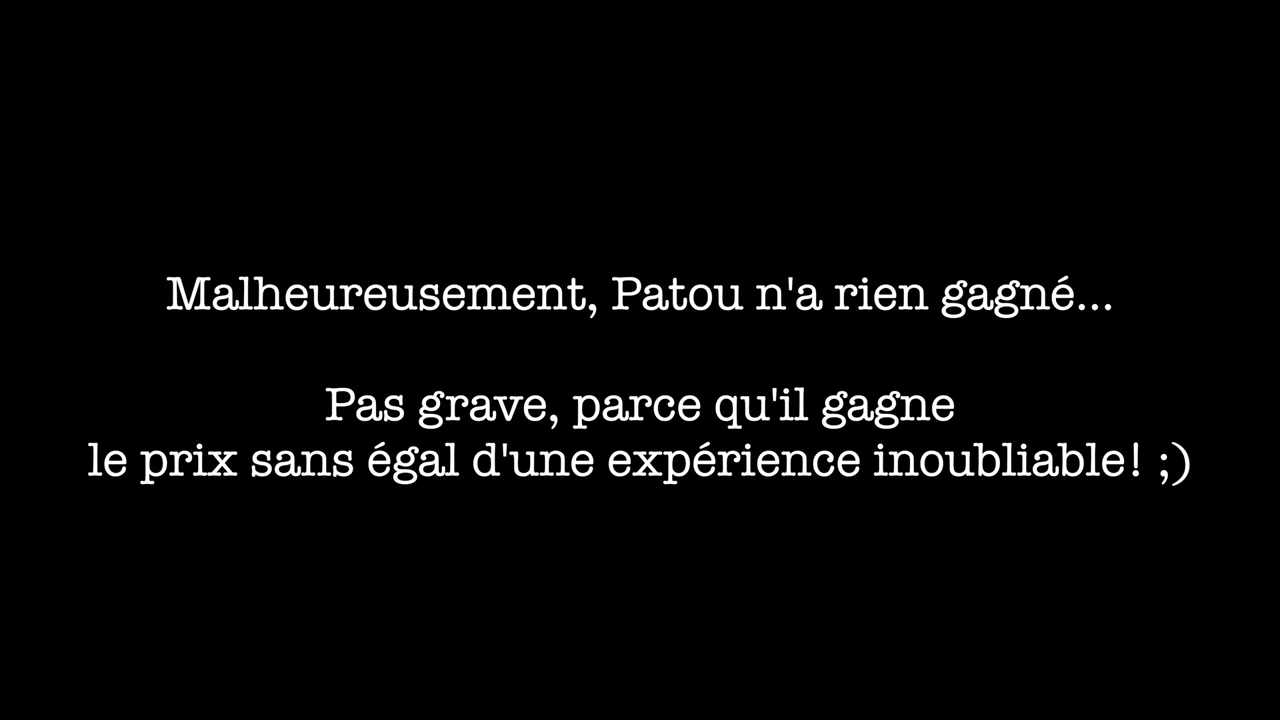 Malheureusement, Patou n'a rien gagné...
Pas grave, parce qu'il gagne
le prix sans égal d'une expérience inoubliable! ;)